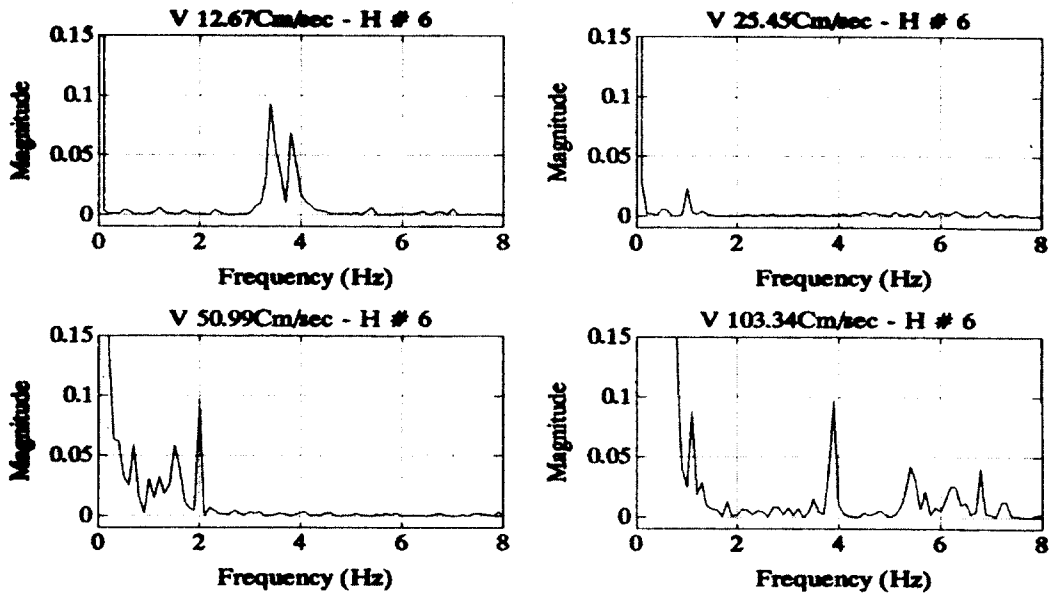 V 12.67Cm/sec - H # 6
0.15
0.1
0.05
0
Magnitude
0 2 4 6 8
Frequency (Hz)
V 25.45Cm/sec - H # 6
0.15
0.1
0.05
0
Magnitude
0 2 4 6 8
Frequency (Hz)
V 50.99Cm/sec - H # 6
0.15
0.1
0.05
0
Magnitude
0 2 4 6 8
Frequency (Hz)
V 103.34Cm/sec - H # 6
0.15
0.1
0.05
0
Magnitude
0 2 4 6 8
Frequency (Hz)